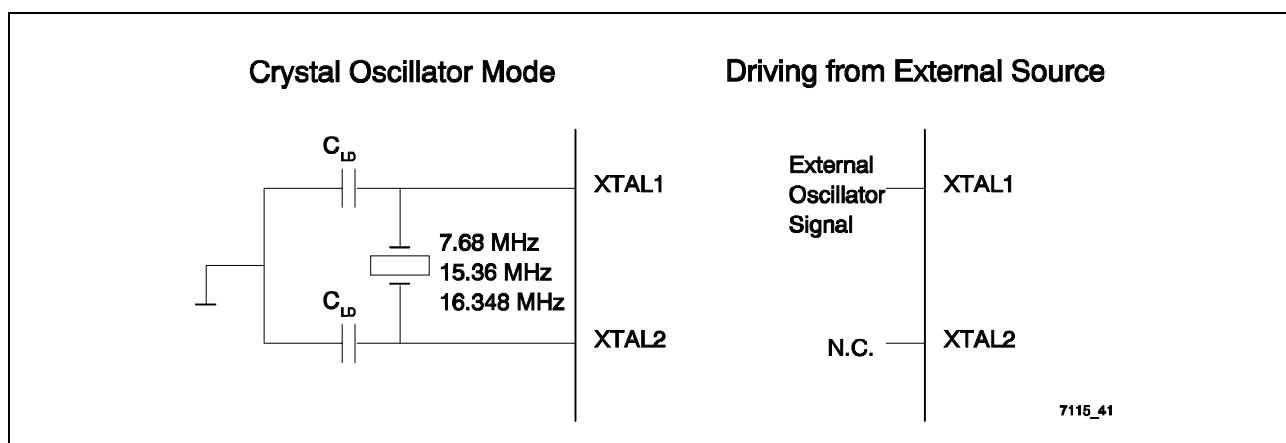 Crystal Oscillator Mode
Driving from External Source
C_LD
XTAL1
7.68 MHz
15.36 MHz
16.348 MHz
C_LD
XTAL2
External
Oscillator
Signal
XTAL1
N.C.
XTAL2
7115_41